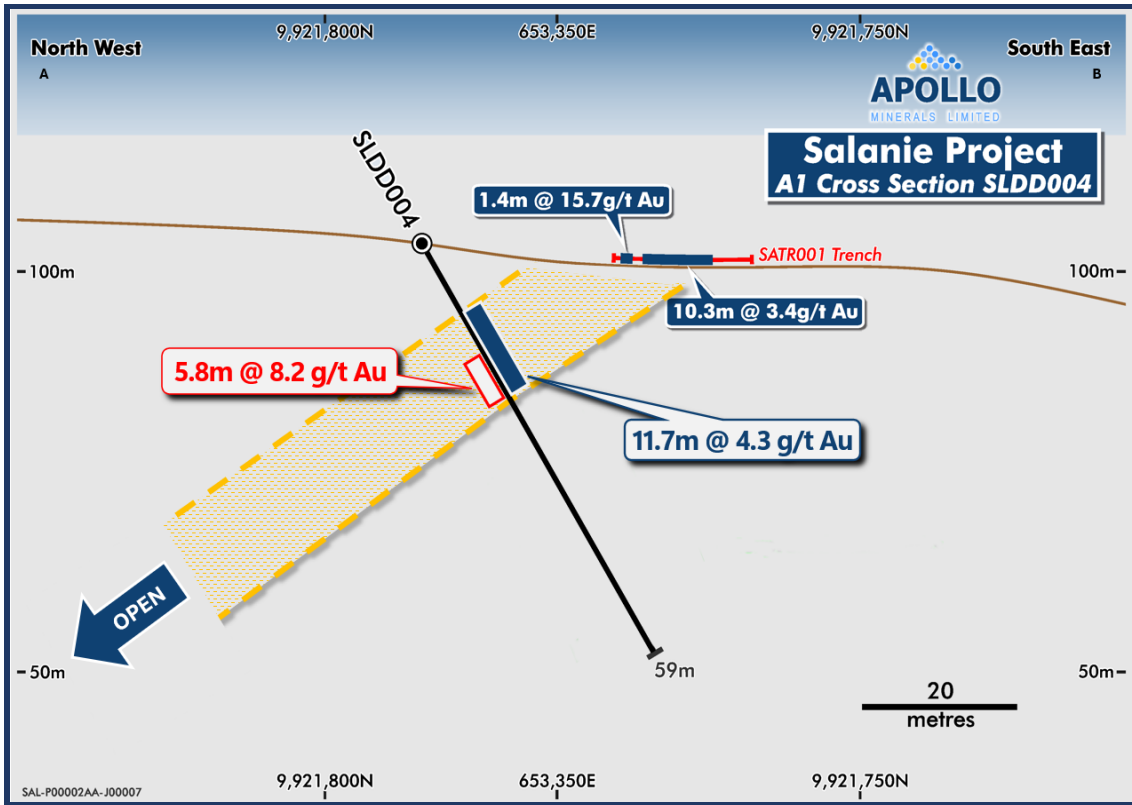 9,921,800N
653,350E
9,921,750N
North West
South East
A
B
APOLLO
MINERALS LIMITED
Salanie Project
A1 Cross Section SLDD004
SLDD004
1.4m @ 15.7g/t Au
SATR001 Trench
100m
100m
10.3m @ 3.4g/t Au
5.8m @ 8.2 g/t Au
11.7m @ 4.3 g/t Au
OPEN
50m
59m
50m
20
metres
9,921,800N
653,350E
9,921,750N
SAL-P00002AA-J00007